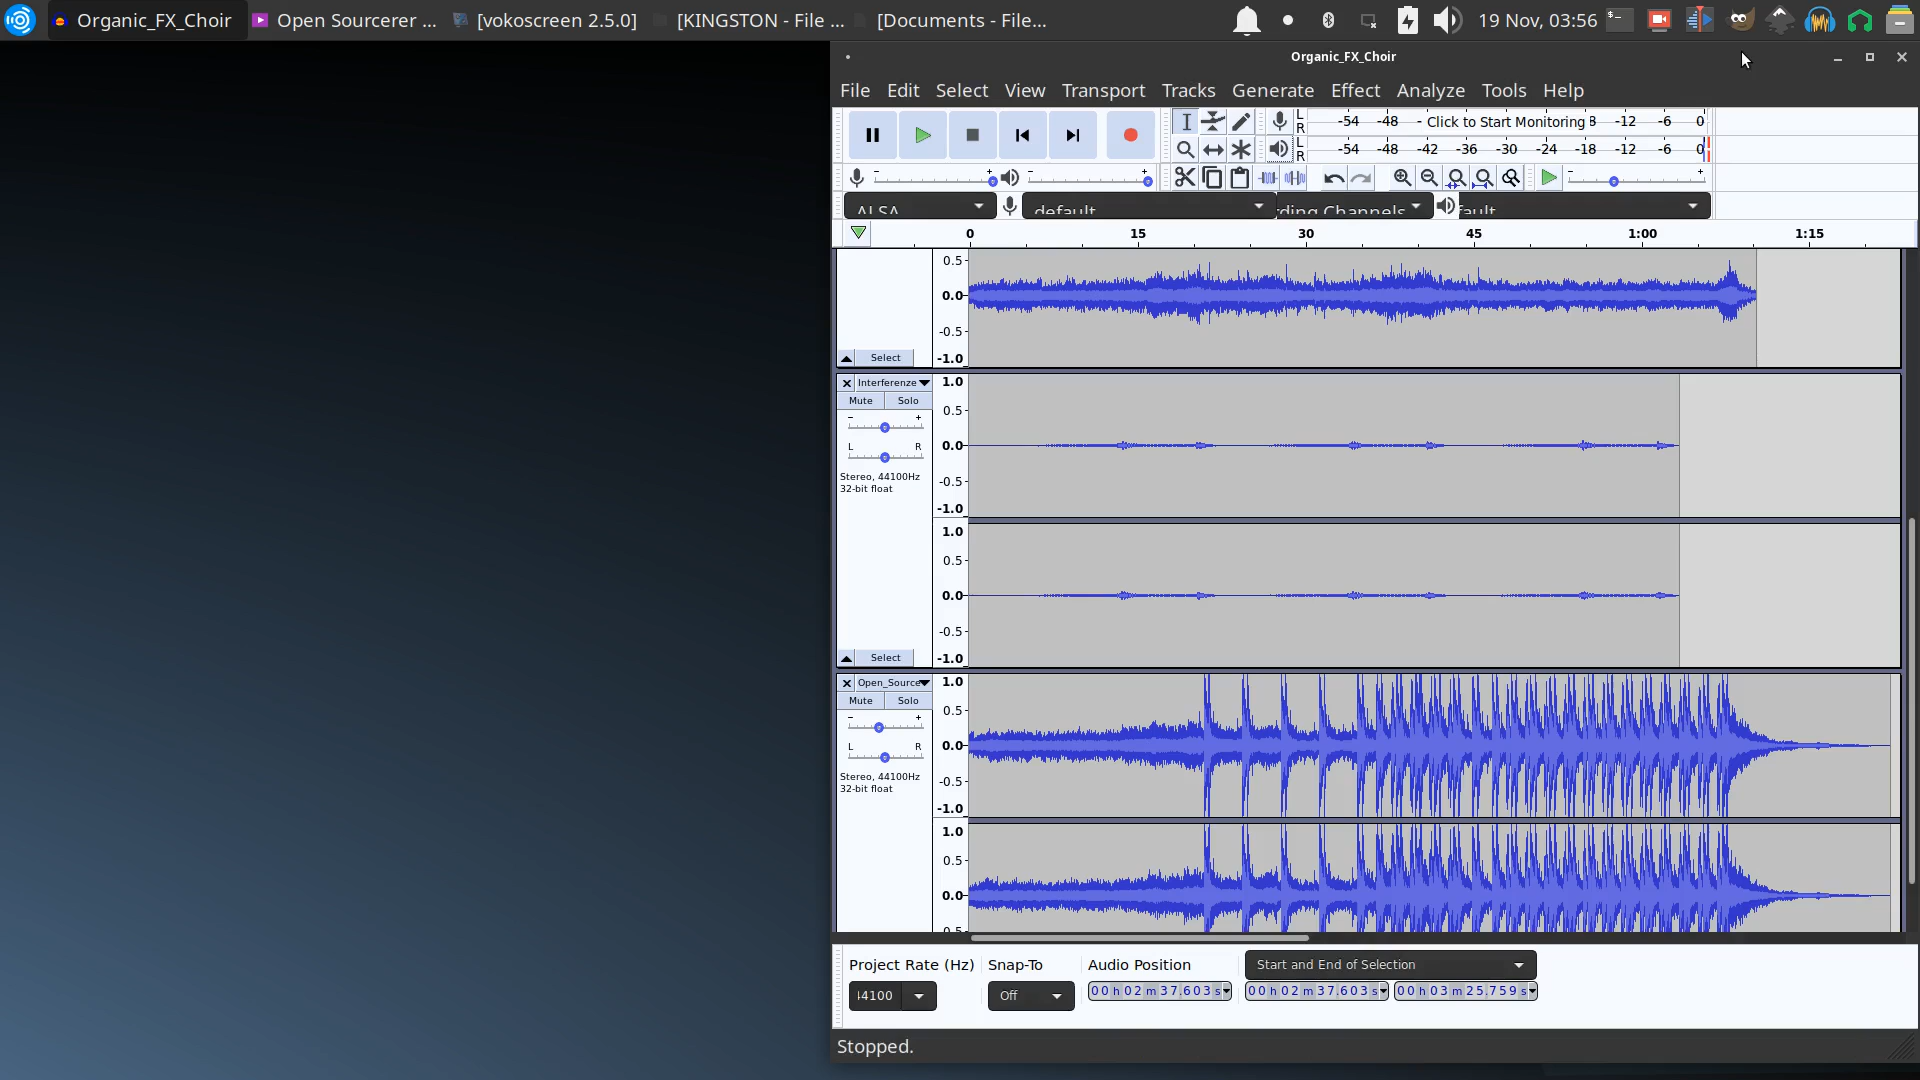 Organic_FX_Choir
Open Sourcerer ...
[vokoscreen 2.5.0]
[KINGSTON - File ...
[Documents - File...
19 Nov, 03:56
Organic_FX_Choir
File Edit Select View Transport Tracks Generate Effect Analyze Tools Help
L
R
-54 -48 - Click to Start Monitoring 8 -12 -6 0
L
R
-54 -48 -42 -36 -30 -24 -18 -12 -6 0
- +
- +
- +
ALSA
default
ding Channels
fault
0 15 30 45 1:00 1:15
0.5
0.0
-0.5
-1.0
Select
Interferenze
Mute Solo
- +
L R
Stereo, 44100Hz
32-bit float
Select
1.0
0.5
0.0
-0.5
-1.0
1.0
0.5
0.0
-0.5
-1.0
Open_Source
Mute Solo
- +
L R
Stereo, 44100Hz
32-bit float
1.0
0.5
0.0
-0.5
-1.0
1.0
0.5
0.0
Project Rate (Hz) Snap-To Audio Position Start and End of Selection
44100 Off 00 h 02 m 37.603 s 00 h 02 m 37.603 s 00 h 03 m 25.759 s
Stopped.